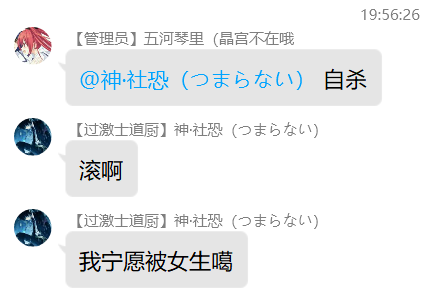 19:56:26
【管理员】五河琴里（皛宫不在哦
@神·社恐（つまらない） 自杀
【过激士道厨】神·社恐（つまらない）
滚啊
【过激士道厨】神·社恐（つまらない）
我宁愿被女生噶